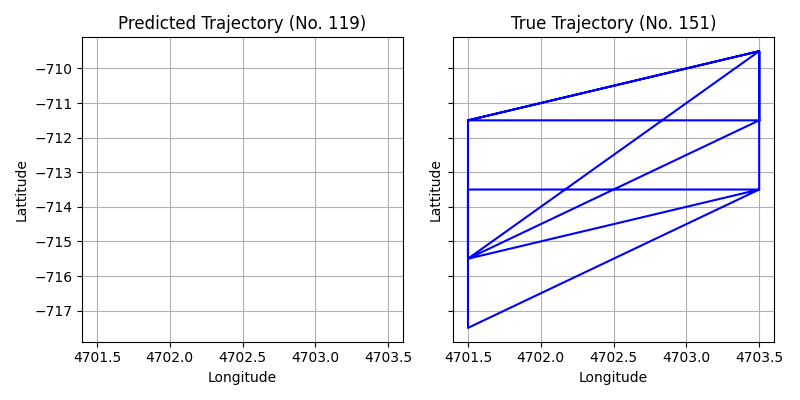 Predicted Trajectory (No. 119)
True Trajectory (No. 151)
Lattitude
−710
−711
−712
−713
−714
−715
−716
−717
4701.5 4702.0 4702.5 4703.0 4703.5
Longitude
Lattitude
4701.5 4702.0 4702.5 4703.0 4703.5
Longitude